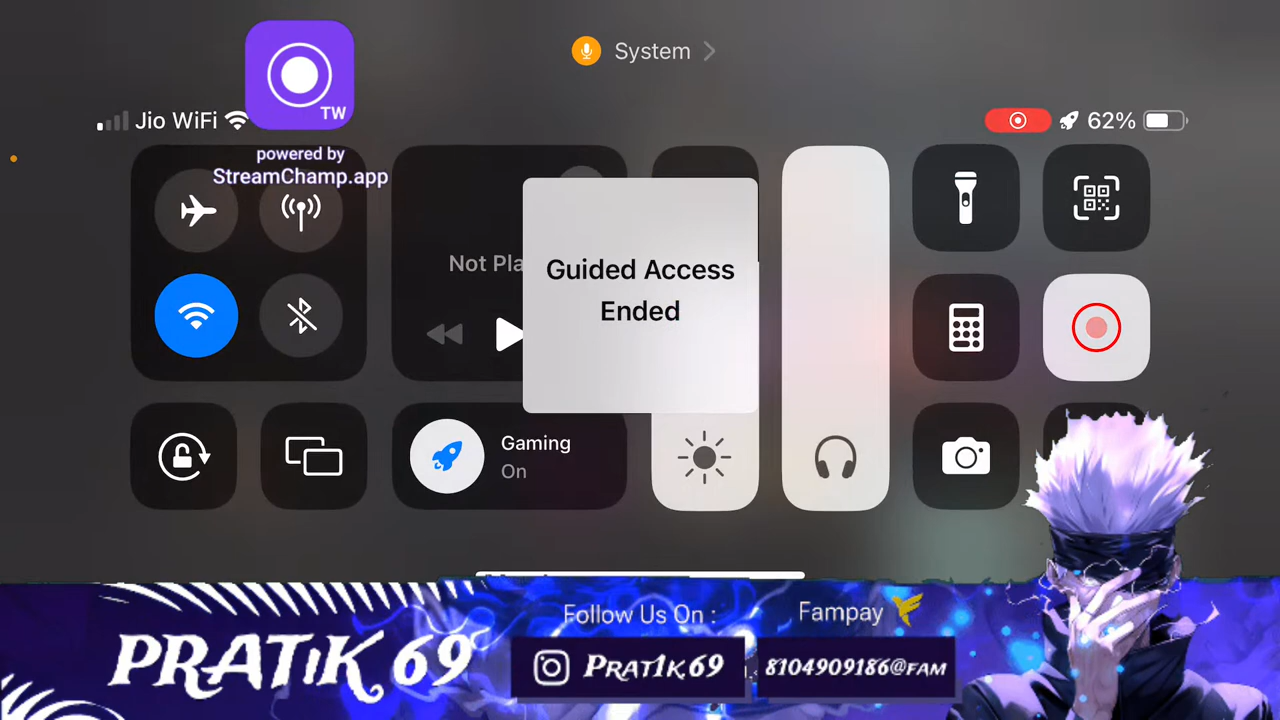 System
TW
Jio WiFi
62%
powered by
StreamChamp.app
Not Pla
Guided Access
Ended
Gaming
On
Follow Us On :
Fampay
PRATIK 69
PRAT1K69
8104909186@FAM